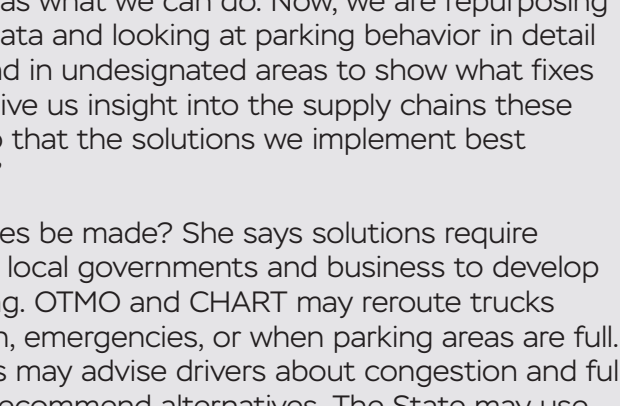 as what we can do. Now, we are repurposing
ata and looking at parking behavior in detail
d in undesignated areas to show what fixes
ive us insight into the supply chains these
that the solutions we implement best
es be made? She says solutions require
local governments and business to develop
g. OTMO and CHART may reroute trucks
n, emergencies, or when parking areas are full.
s may advise drivers about congestion and ful
ecommend alternatives. The State may use